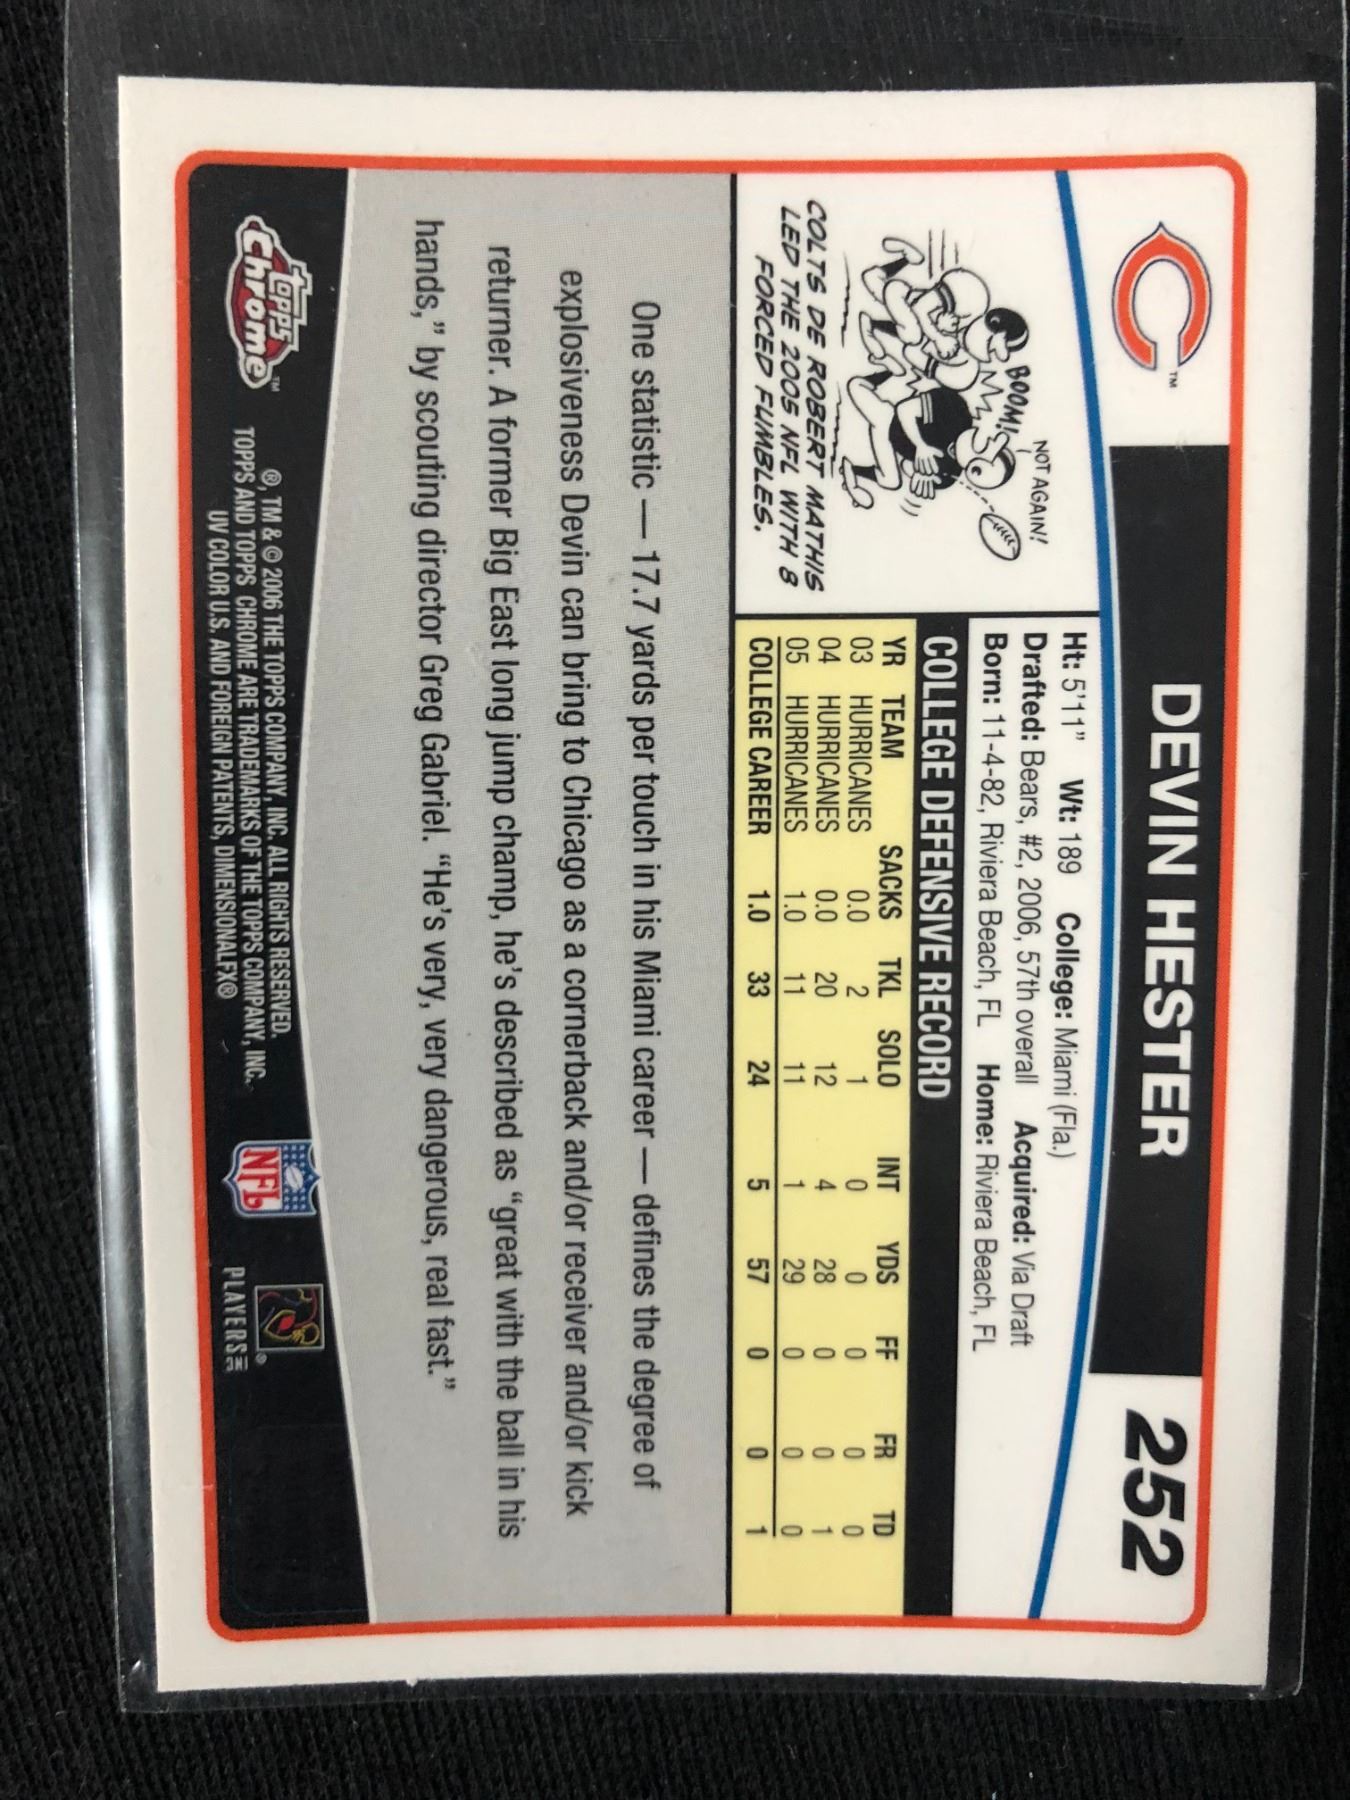 DEVIN HESTER
252
TM
Ht: 5'11" Wt: 189 College: Miami (Fla.)
Drafted: Bears, #2, 2006, 57th overall Acquired: Via Draft
Born: 11-4-82, Riviera Beach, FL Home: Riviera Beach, FL
BOOM!
NOT AGAIN!
COLTS DE ROBERT MATHIS
LED THE 2005 NFL WITH 8
FORCED FUMBLES.
COLLEGE DEFENSIVE RECORD
YR TEAM SACKS TKL SOLO INT YDS FF FR TD
03 HURRICANES 0.0 2 1 0 0 0 0 0
04 HURRICANES 0.0 20 12 4 28 0 0 1
05 HURRICANES 1.0 11 11 1 29 0 0 0
COLLEGE CAREER 1.0 33 24 5 57 0 0 1
One statistic — 17.7 yards per touch in his Miami career — defines the degree of
explosiveness Devin can bring to Chicago as a cornerback and/or receiver and/or kick
returner. A former Big East long jump champ, he's described as "great with the ball in his
hands," by scouting director Greg Gabriel. "He's very, very dangerous, real fast."
Topps
Chrome TM
®, TM & © 2006 THE TOPPS COMPANY, INC. ALL RIGHTS RESERVED.
TOPPS AND TOPPS CHROME ARE TRADEMARKS OF THE TOPPS COMPANY, INC.
UV COLOR U.S. AND FOREIGN PATENTS, DIMENSIONALFX®
NFL
PLAYERS INC
®